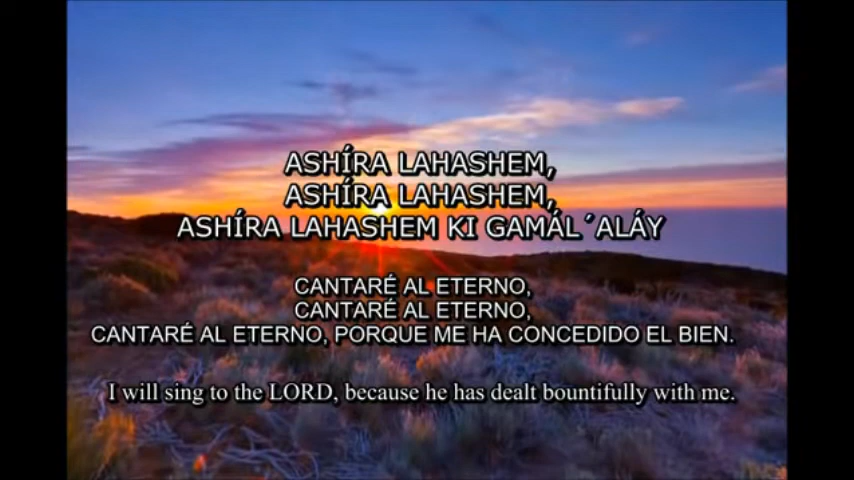 ASHÍRA LAHASHEM,
ASHÍRA LAHASHEM,
ASHÍRA LAHASHEM KI GAMÁL´ALÁY
CANTARÉ AL ETERNO,
CANTARÉ AL ETERNO,
CANTARÉ AL ETERNO, PORQUE ME HA CONCEDIDO EL BIEN.
I will sing to the LORD, because he has dealt bountifully with me.